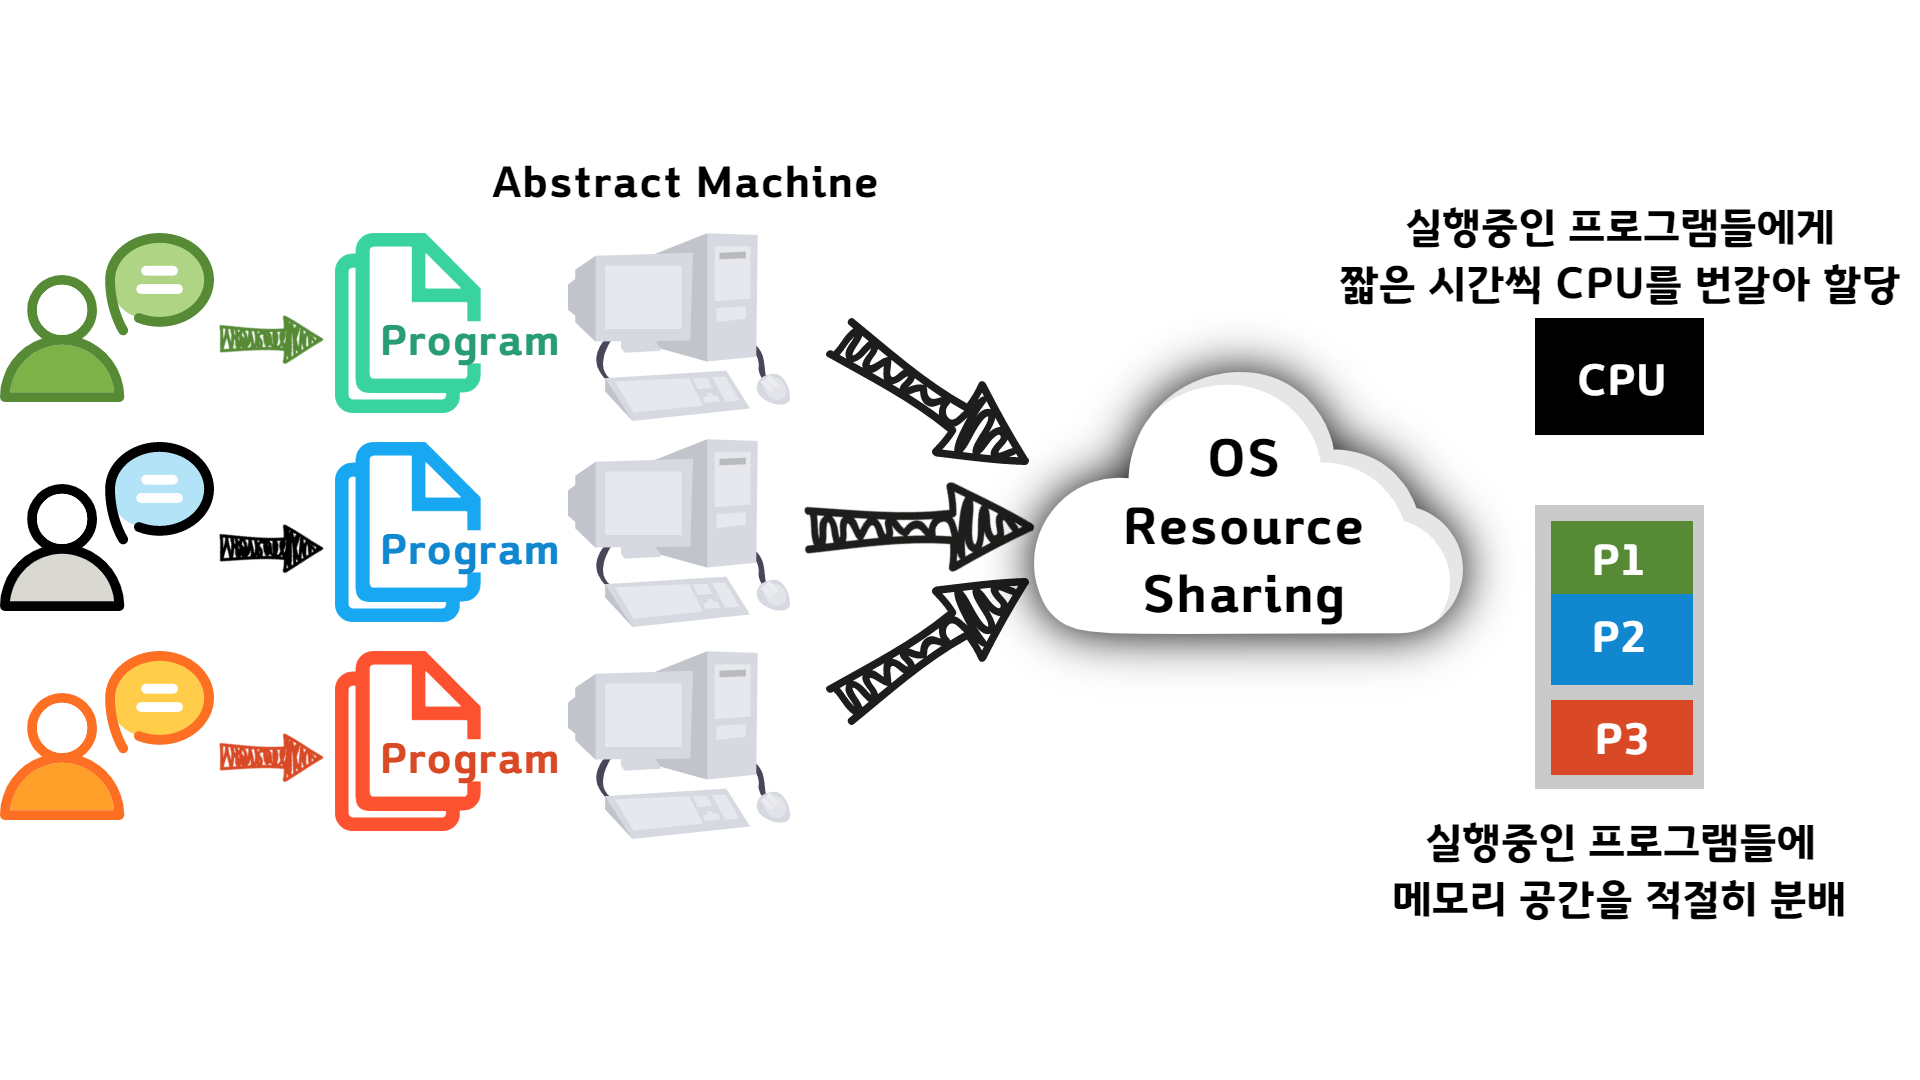 Abstract Machine
Program
Program
Program
OS
Resource
Sharing
실행중인 프로그램들에게
짧은 시간씩 CPU를 번갈아 할당
CPU
P1
P2
P3
실행중인 프로그램들에
메모리 공간을 적절히 분배